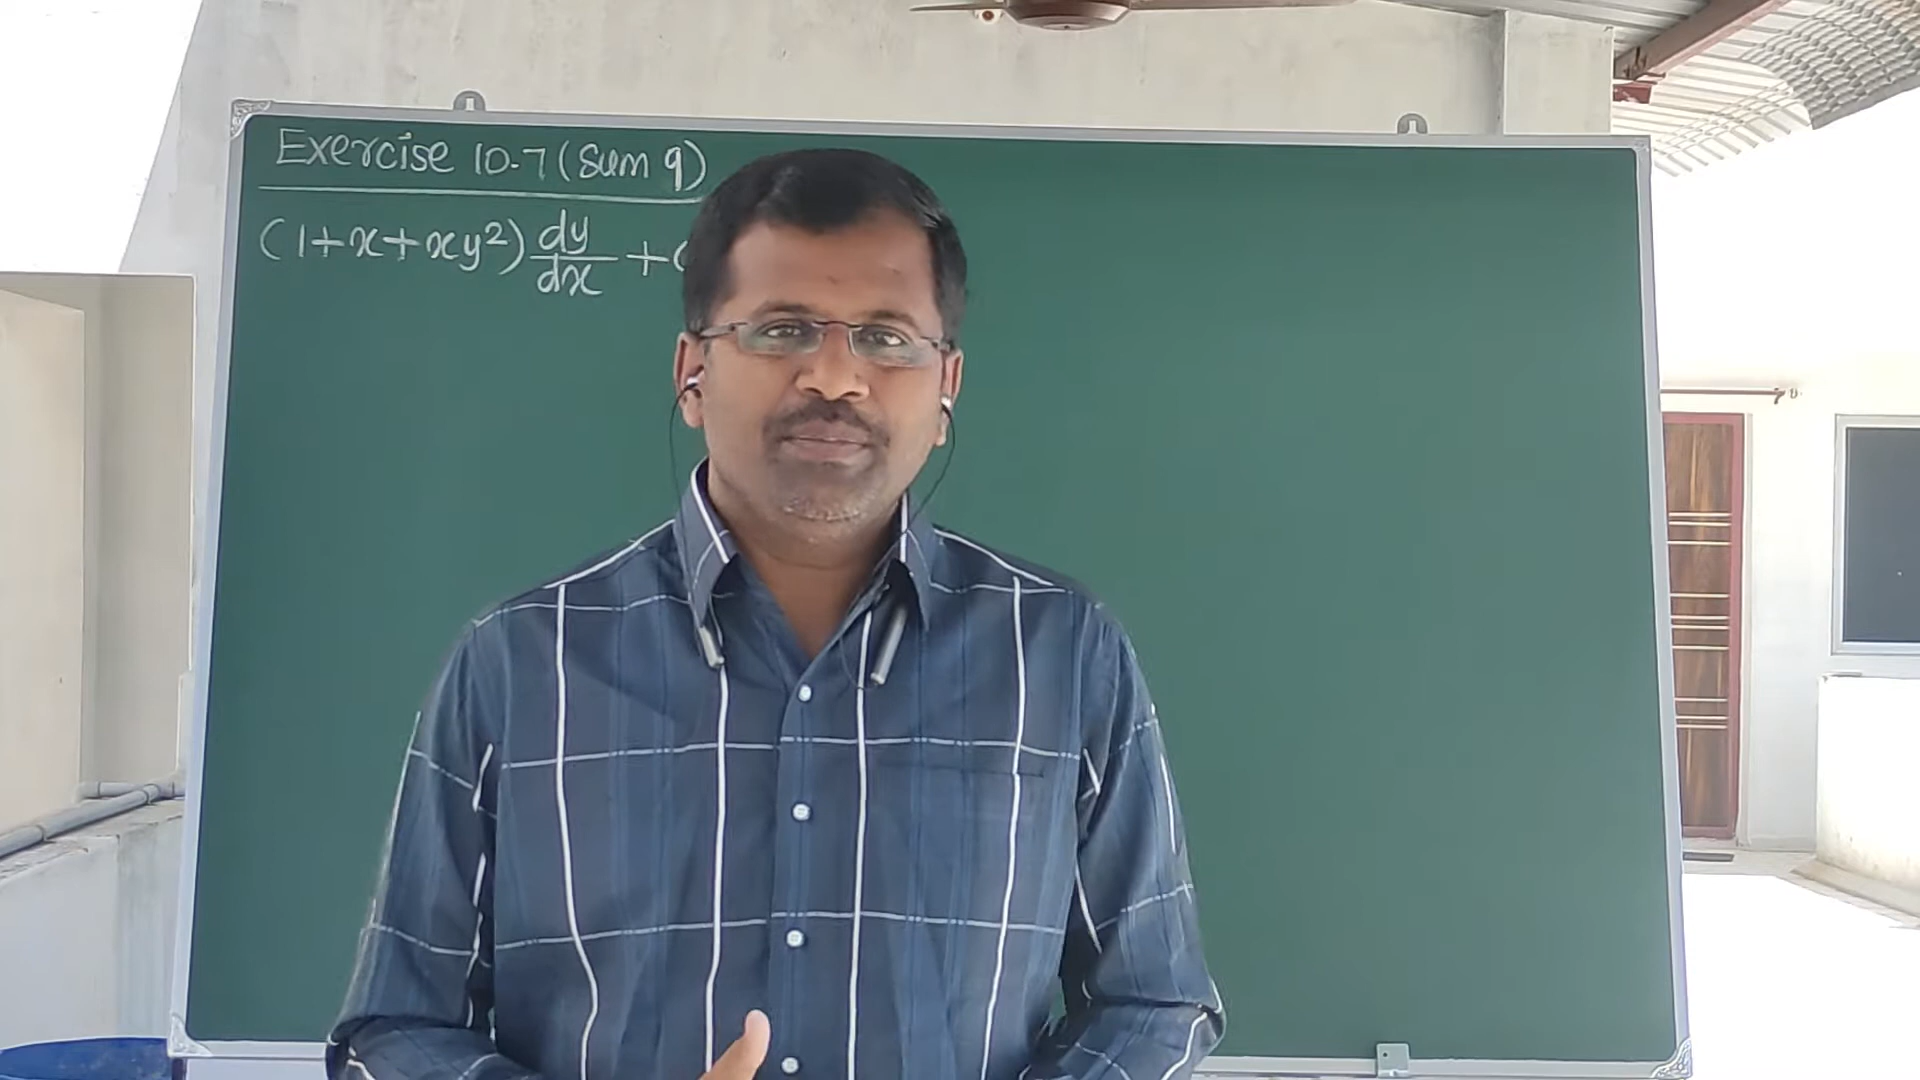 Exercise 10.7 (Sum 9)
(1+x+xy²) dy/dx + (